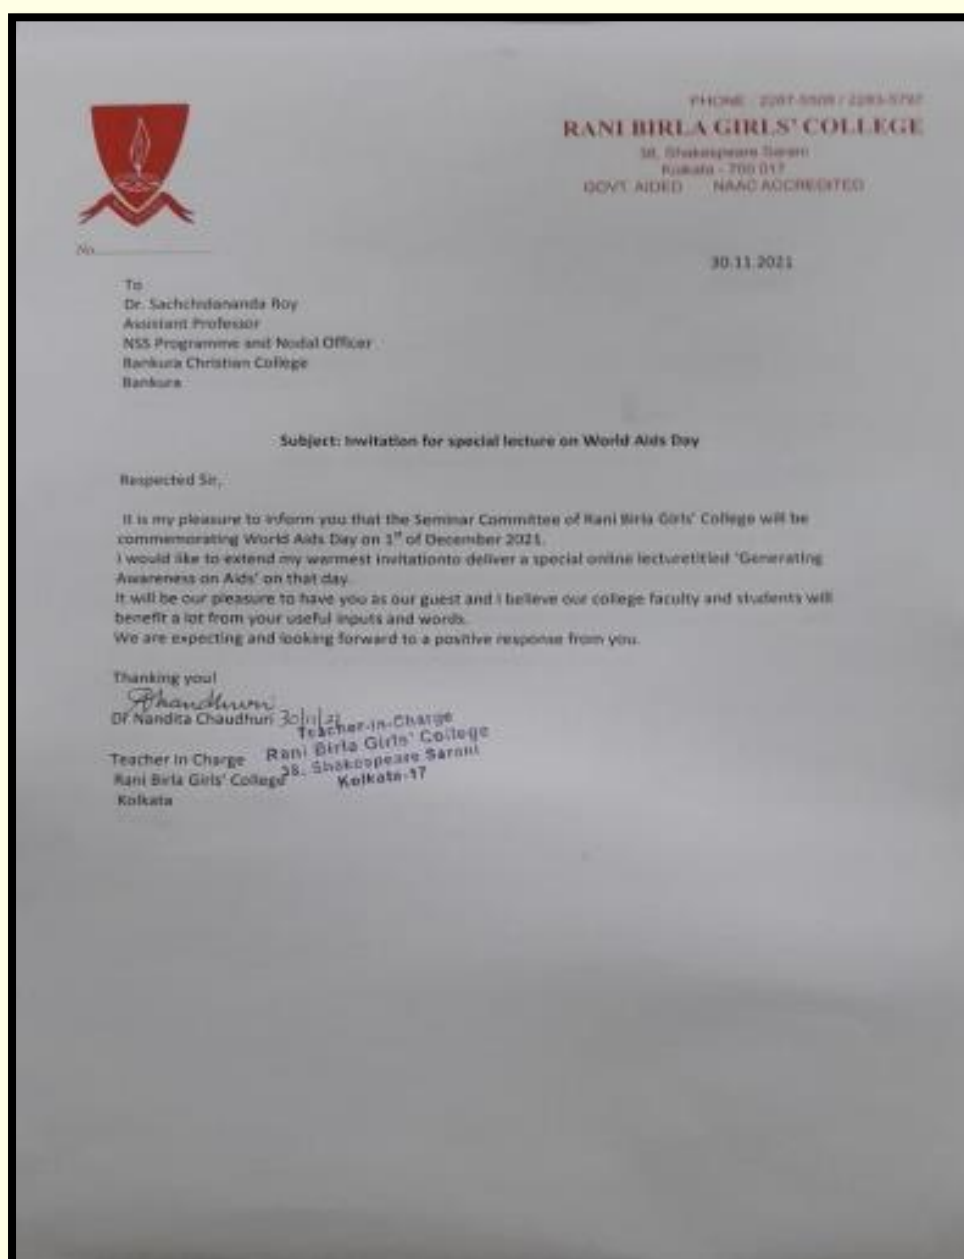 PHONE : 2287-5509 / 2283-5797
RANI BIRLA GIRLS' COLLEGE
38, Shakespeare Sarani
Kolkata - 700 017
GOVT. AIDED NAAC ACCREDITED
No.
30.11.2021
To
Dr. Sachchidananda Roy
Assistant Professor
NSS Programme and Nodal Officer
Bankura Christian College
Bankura
Subject: Invitation for special lecture on World Aids Day
Respected Sir,
It is my pleasure to inform you that the Seminar Committee of Rani Birla Girls' College will be
commemorating World Aids Day on 1st of December 2021.
I would like to extend my warmest invitationto deliver a special online lecturetitled 'Generating
Awareness on Aids' on that day.
It will be our pleasure to have you as our guest and I believe our college faculty and students will
benefit a lot from your useful inputs and words.
We are expecting and looking forward to a positive response from you.
Thanking you!
Dr Nandita Chaudhuri 30/11/21
Teacher-in-Charge
Rani Birla Girls' College
38, Shakespeare Sarani
Kolkata-17
Teacher In Charge
Rani Birla Girls' College
Kolkata